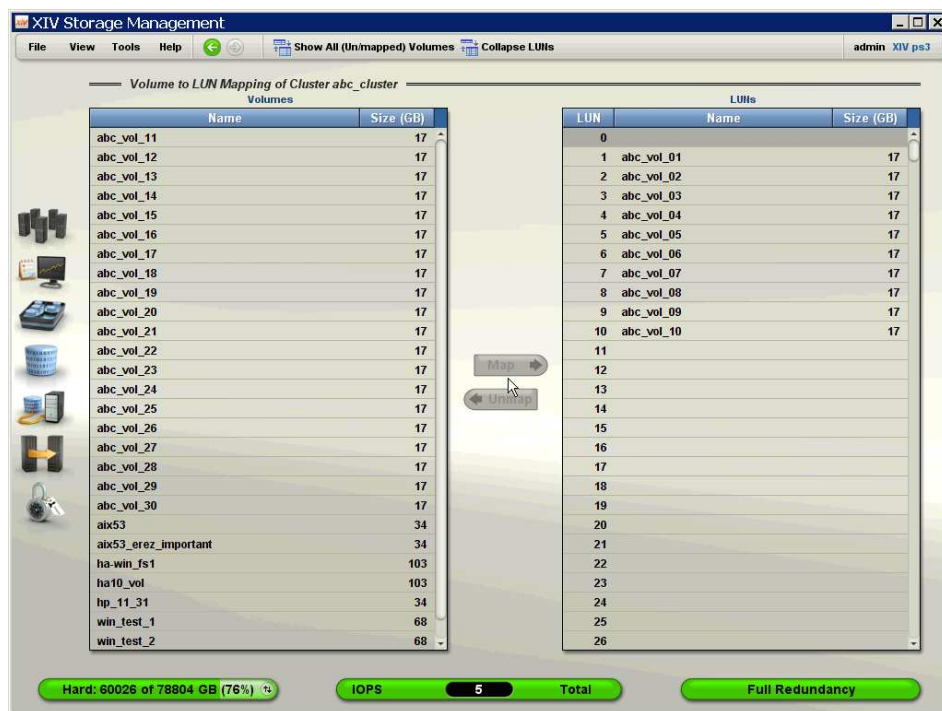 XIV XIV Storage Management
File View Tools Help Show All (Un/mapped) Volumes Collapse LUNs admin XIV ps3
Volume to LUN Mapping of Cluster abc_cluster
Volumes
Name Size (GB)
abc_vol_11 17
abc_vol_12 17
abc_vol_13 17
abc_vol_14 17
abc_vol_15 17
abc_vol_16 17
abc_vol_17 17
abc_vol_18 17
abc_vol_19 17
abc_vol_20 17
abc_vol_21 17
abc_vol_22 17
abc_vol_23 17
abc_vol_24 17
abc_vol_25 17
abc_vol_26 17
abc_vol_27 17
abc_vol_28 17
abc_vol_29 17
abc_vol_30 17
aix53 34
aix53_erez_important 34
ha-win_fs1 103
ha10_vol 103
hp_11_31 34
win_test_1 68
win_test_2 68
Map
Unmap
LUNs
LUN Name Size (GB)
0
1 abc_vol_01 17
2 abc_vol_02 17
3 abc_vol_03 17
4 abc_vol_04 17
5 abc_vol_05 17
6 abc_vol_06 17
7 abc_vol_07 17
8 abc_vol_08 17
9 abc_vol_09 17
10 abc_vol_10 17
11
12
13
14
15
16
17
18
19
20
21
22
23
24
25
26
Hard: 60026 of 78804 GB (76%) IOPS 5 Total Full Redundancy